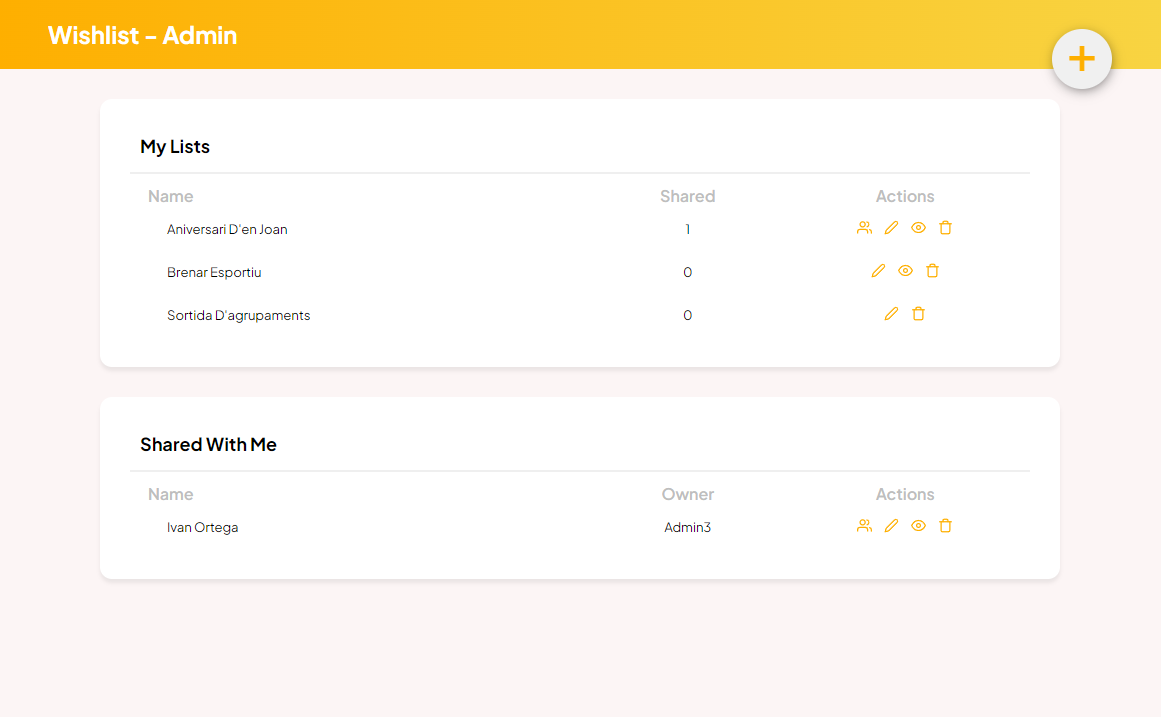 Wishlist - Admin
My Lists
Name Shared Actions
Aniversari D'en Joan 1
Brenar Esportiu 0
Sortida D'agrupaments 0
Shared With Me
Name Owner Actions
Ivan Ortega Admin3